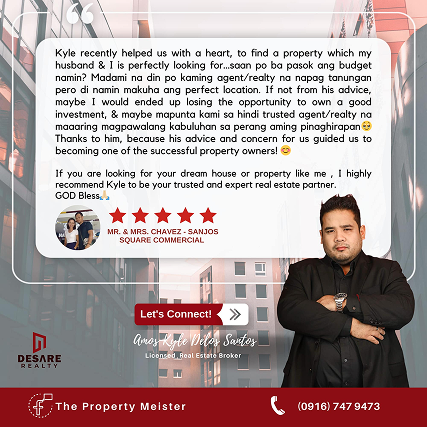 Kyle recently helped us with a heart, to find a property which my
husband & I is perfectly looking for...saan po ba pasok ang budget
namin? Madami na din po kaming agent/realty na napag tanungan
pero di namin makuha ang perfect location. If not from his advice,
maybe I would ended up losing the opportunity to own a good
investment, & maybe mapunta kami sa hindi trusted agent/realty na
maaaring magpawalang kabuluhan sa perang aming pinaghirapan😌
Thanks to him, because his advice and concern for us guided us to
becoming one of the successful property owners! 😊
If you are looking for your dream house or property like me , I highly
recommend Kyle to be your trusted and expert real estate partner.
GOD Bless🙏
MR. & MRS. CHAVEZ - SANJOS
SQUARE COMMERCIAL
Let's Connect!
Amos Kyle Delos Santos
Licensed Real Estate Broker
DESARE
REALTY
The Property Meister
(0916) 747 9473